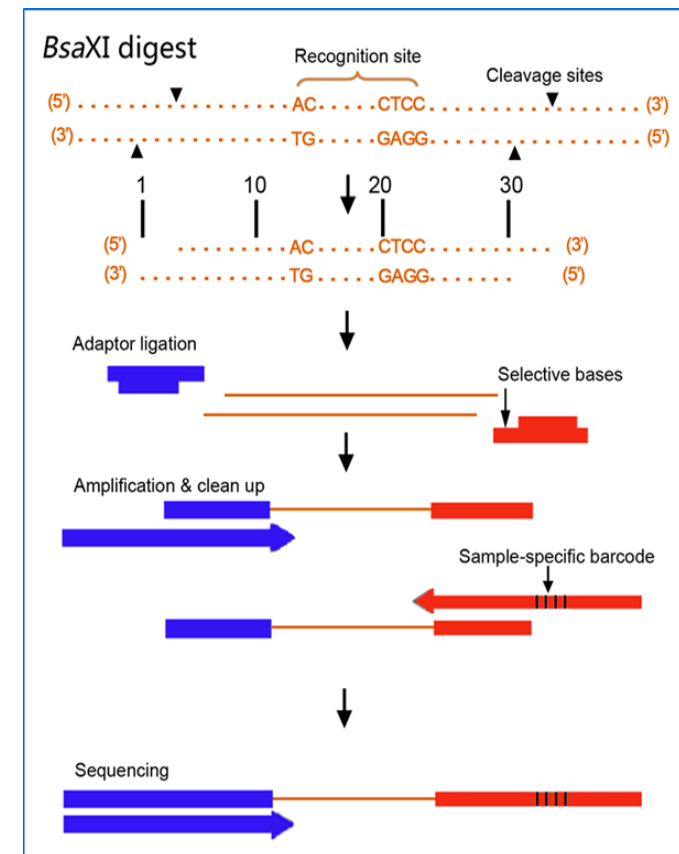 BsaXI digest
Recognition site
Cleavage sites
(5') . . . . . . . . . . . . . . . . . AC. . . . . CTCC. . . . . . . . . . . . . . . . . (3')
(3') . . . . . . . . . . . . . . . . . TG. . . . . GAGG. . . . . . . . . . . . . . . . . (5')
1 10 20 30
(5') . . . . . . . . . AC. . . . . CTCC. . . . . . . . . . (3')
(3') . . . . . . . . . . . . TG. . . . . GAGG. . . . . . . (5')
Adaptor ligation
Selective bases
Amplification & clean up
Sample-specific barcode
Sequencing